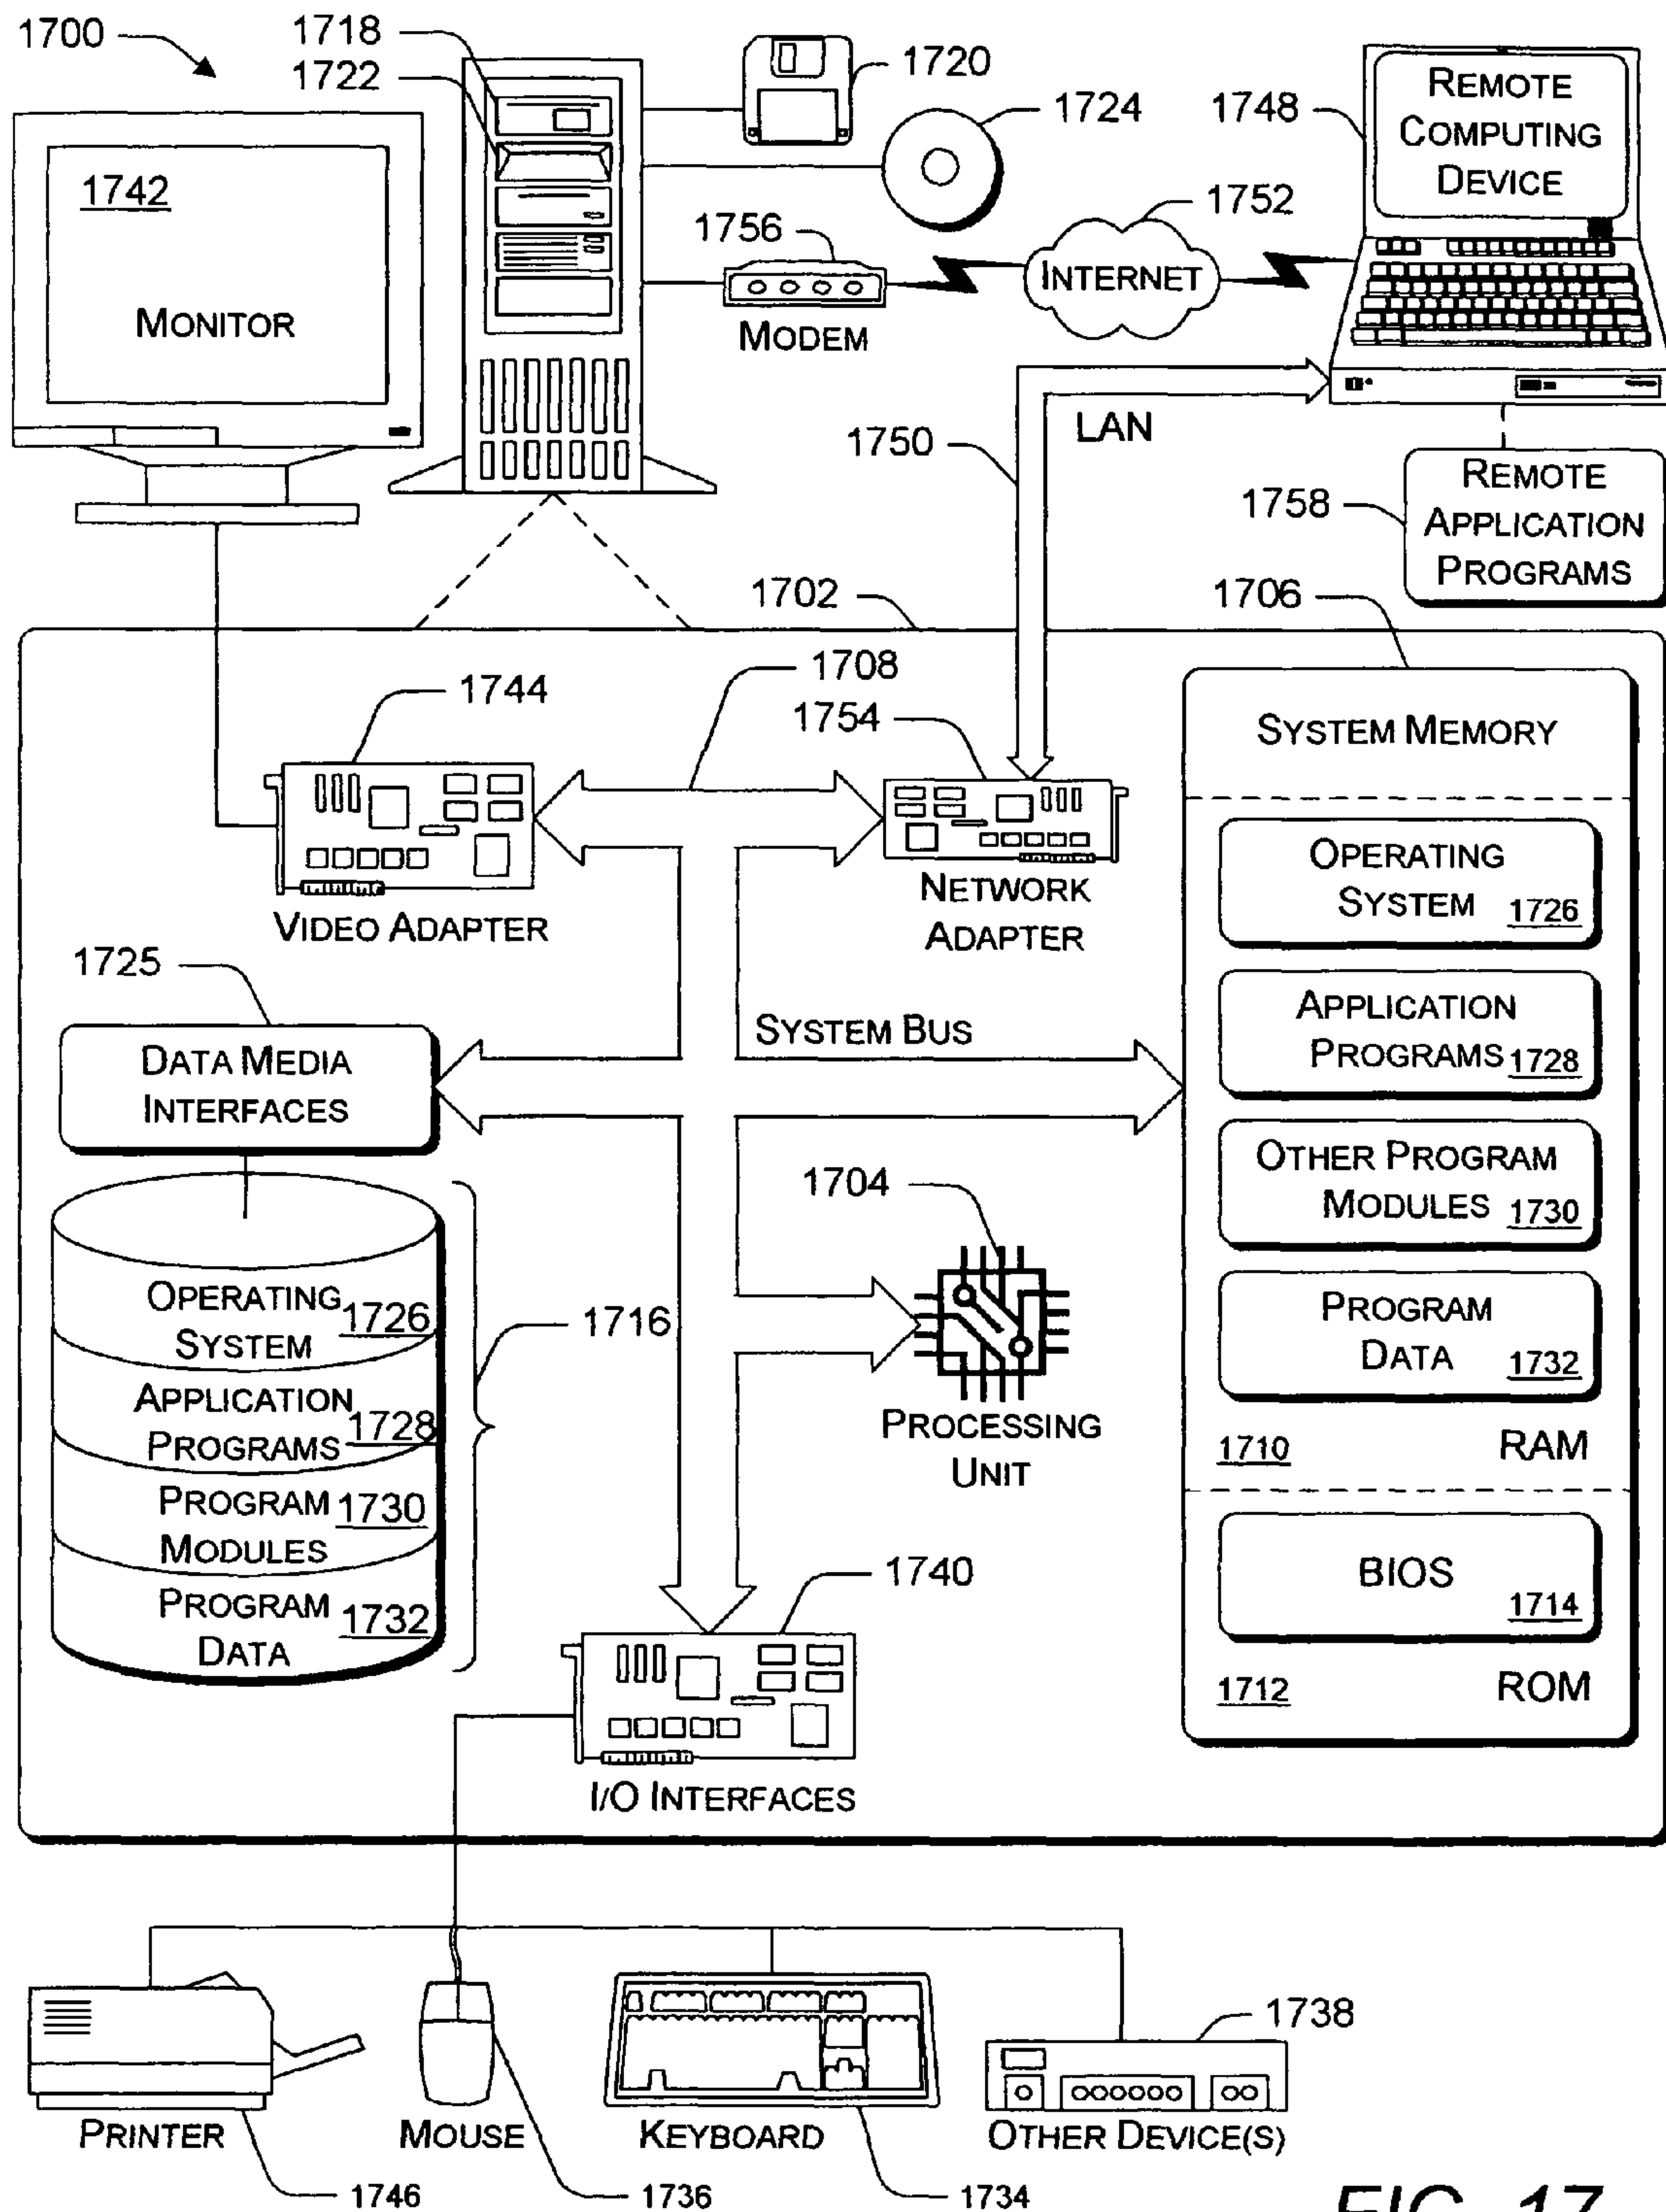 1700
1718
1722
1720
1724
1748
REMOTE
COMPUTING
DEVICE
1742
MONITOR
1756
MODEM
1752
INTERNET
LAN
1750
REMOTE
APPLICATION
PROGRAMS
1758
1702
1706
1708
1744
1754
SYSTEM MEMORY
VIDEO ADAPTER
NETWORK
ADAPTER
OPERATING
SYSTEM 1726
1725
DATA MEDIA
INTERFACES
SYSTEM BUS
APPLICATION
PROGRAMS 1728
OTHER PROGRAM
MODULES 1730
1704
PROCESSING
UNIT
PROGRAM
DATA 1732
1710 RAM
OPERATING 1726
SYSTEM
1716
APPLICATION
PROGRAMS 1728
PROGRAM 1730
MODULES
PROGRAM 1732
DATA
1740
I/O INTERFACES
BIOS
1714
1712 ROM
PRINTER
1746
MOUSE
1736
KEYBOARD
1734
1738
OTHER DEVICE(S)
FIG. 17